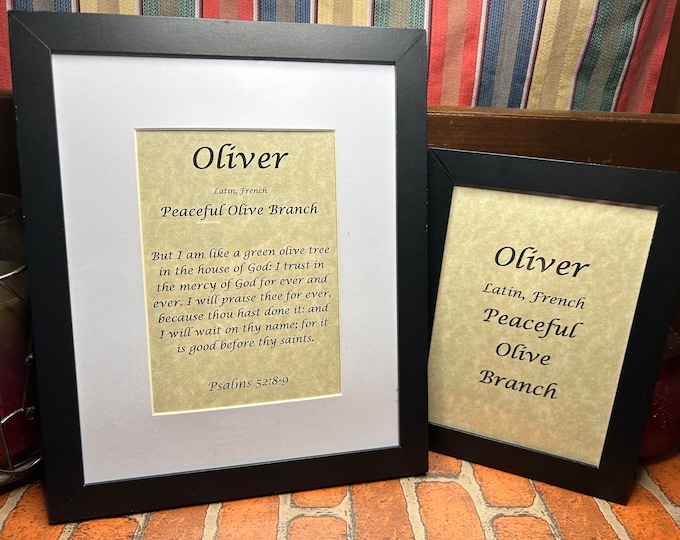 Oliver
Latin, French
Peaceful Olive Branch
But I am like a green olive tree
in the house of God: I trust in
the mercy of God for ever and
ever. I will praise thee for ever,
because thou hast done it: and
I will wait on thy name; for it
is good before thy saints.
Psalms 52:8-9
Oliver
Latin, French
Peaceful
Olive
Branch